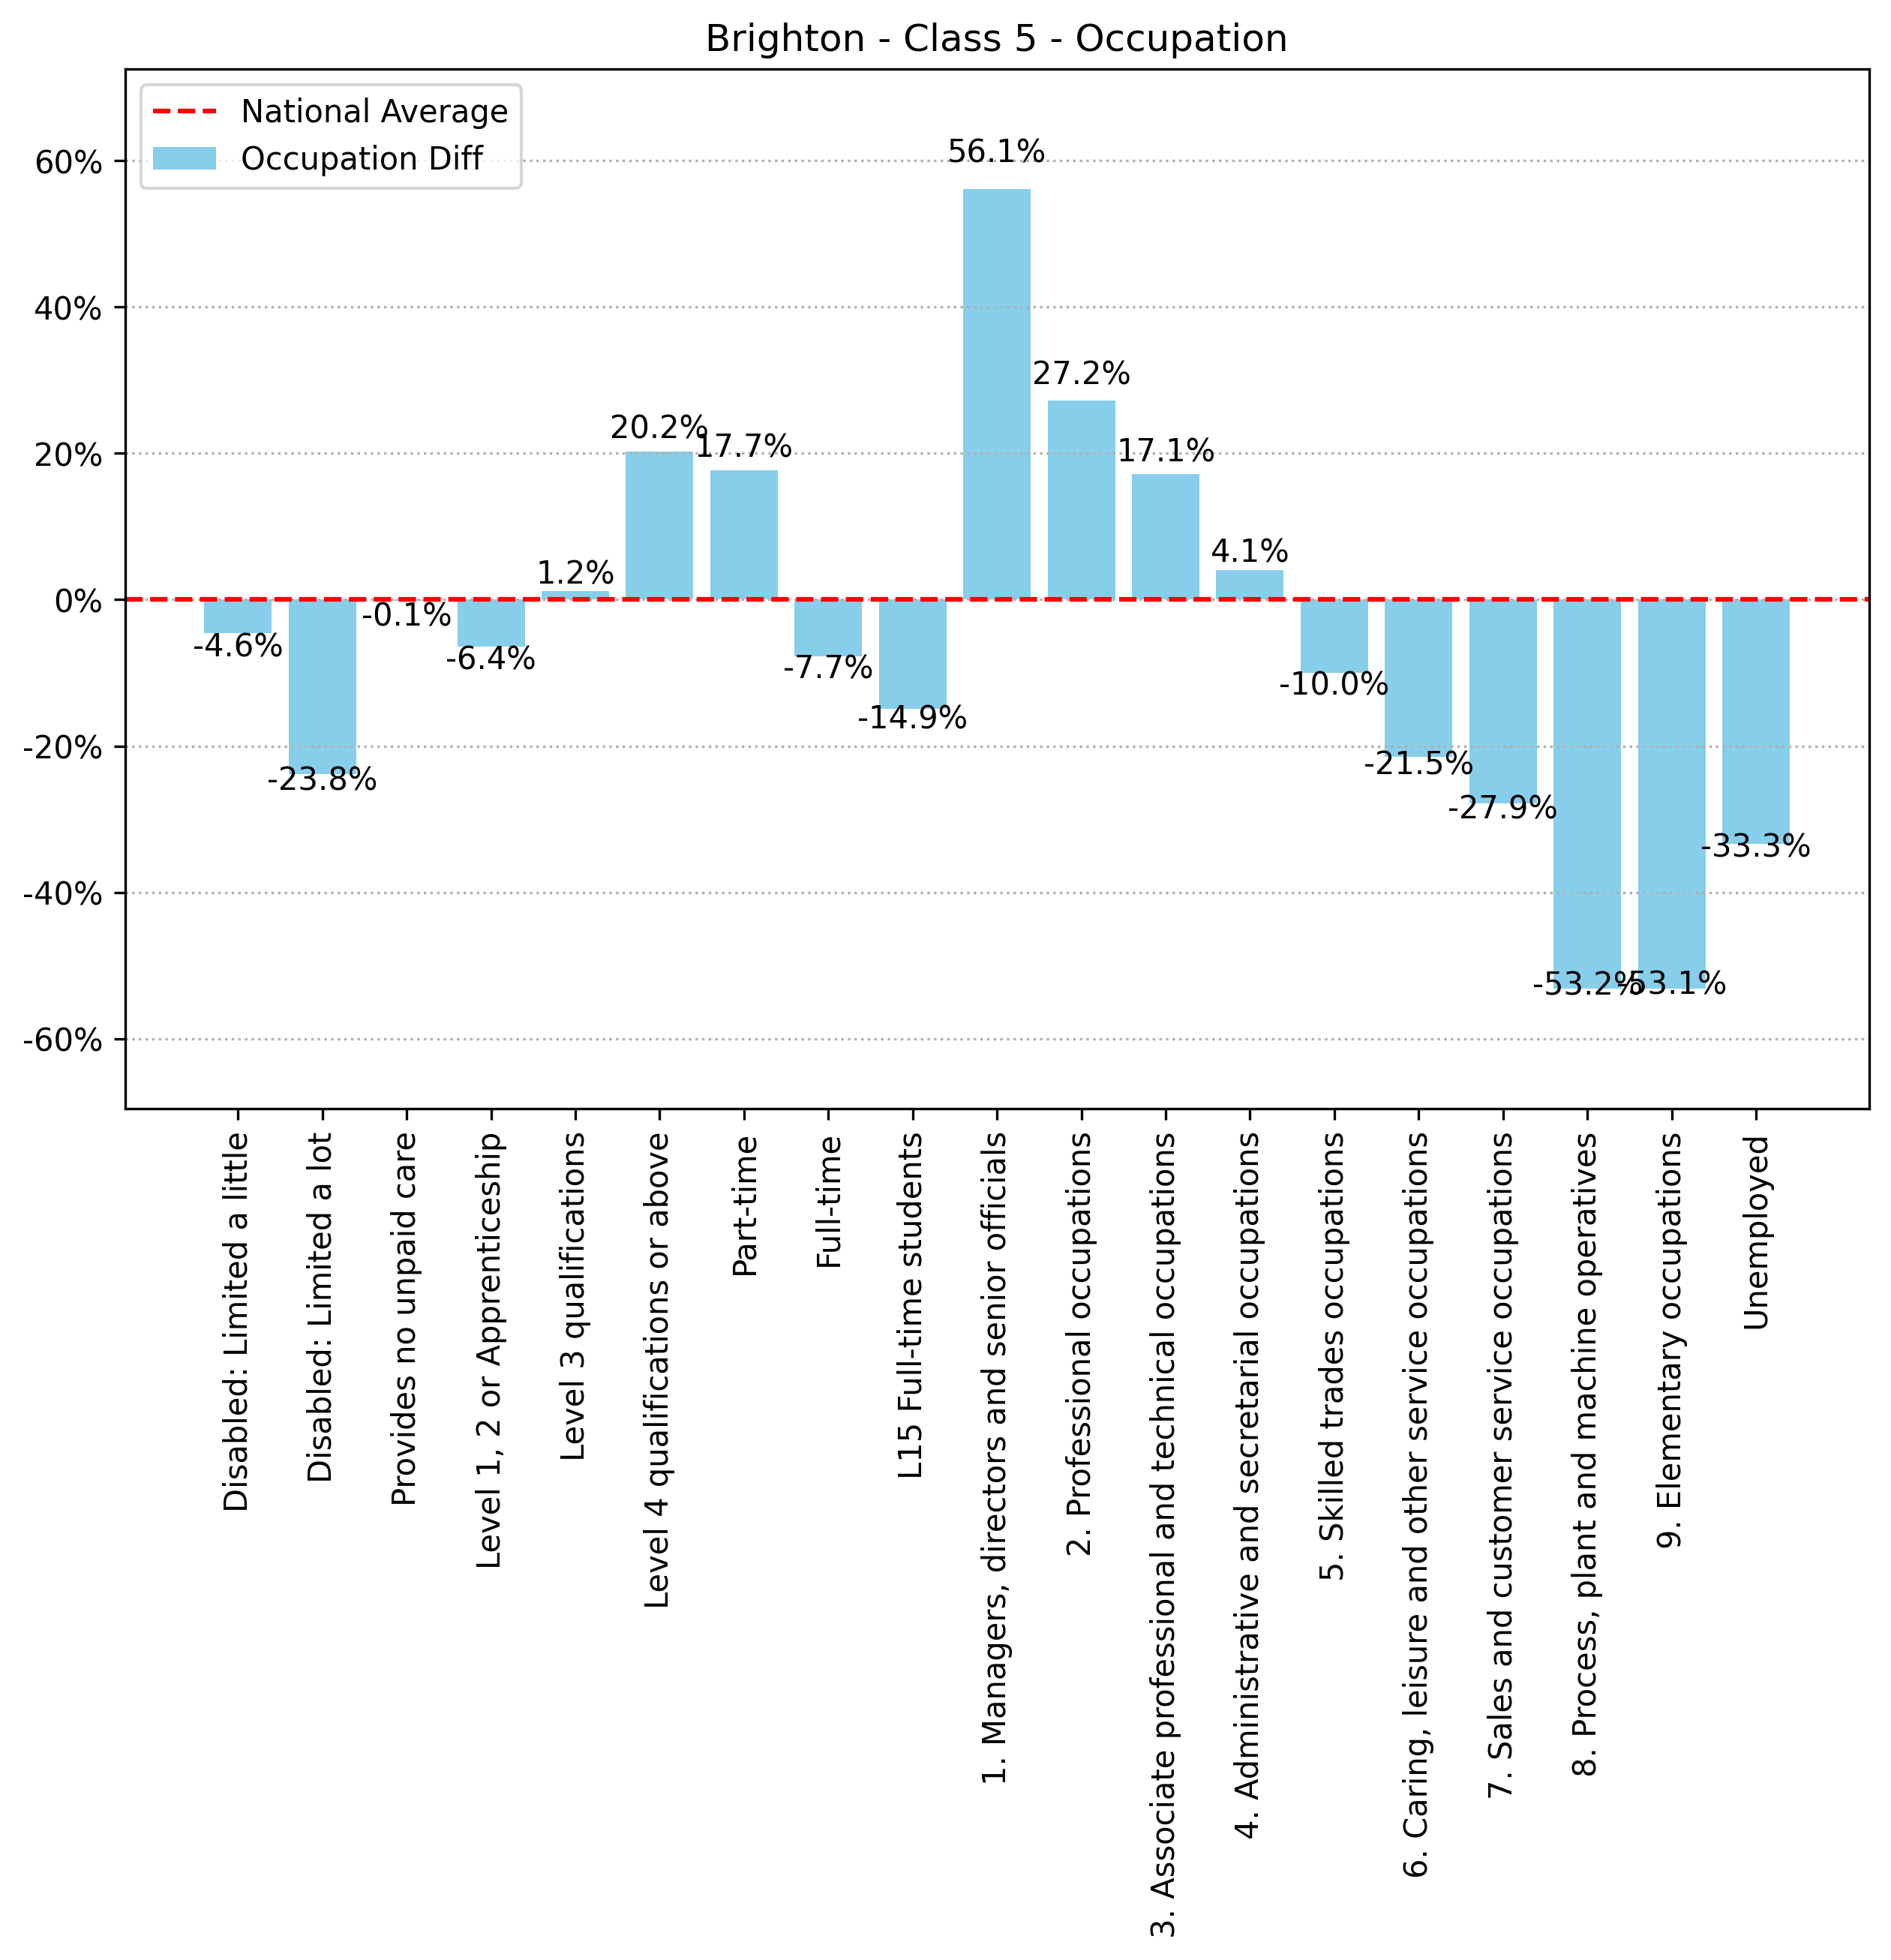 Brighton - Class 5 - Occupation
National Average
Occupation Diff
60%
40%
20%
0%
-20%
-40%
-60%
-4.6%
-23.8%
-0.1%
-6.4%
1.2%
20.2%
17.7%
-7.7%
-14.9%
56.1%
27.2%
17.1%
4.1%
-10.0%
-21.5%
-27.9%
-53.2%
-53.1%
-33.3%
Disabled: Limited a little
Disabled: Limited a lot
Provides no unpaid care
Level 1, 2 or Apprenticeship
Level 3 qualifications
Level 4 qualifications or above
Part-time
Full-time
L15 Full-time students
1. Managers, directors and senior officials
2. Professional occupations
3. Associate professional and technical occupations
4. Administrative and secretarial occupations
5. Skilled trades occupations
6. Caring, leisure and other service occupations
7. Sales and customer service occupations
8. Process, plant and machine operatives
9. Elementary occupations
Unemployed